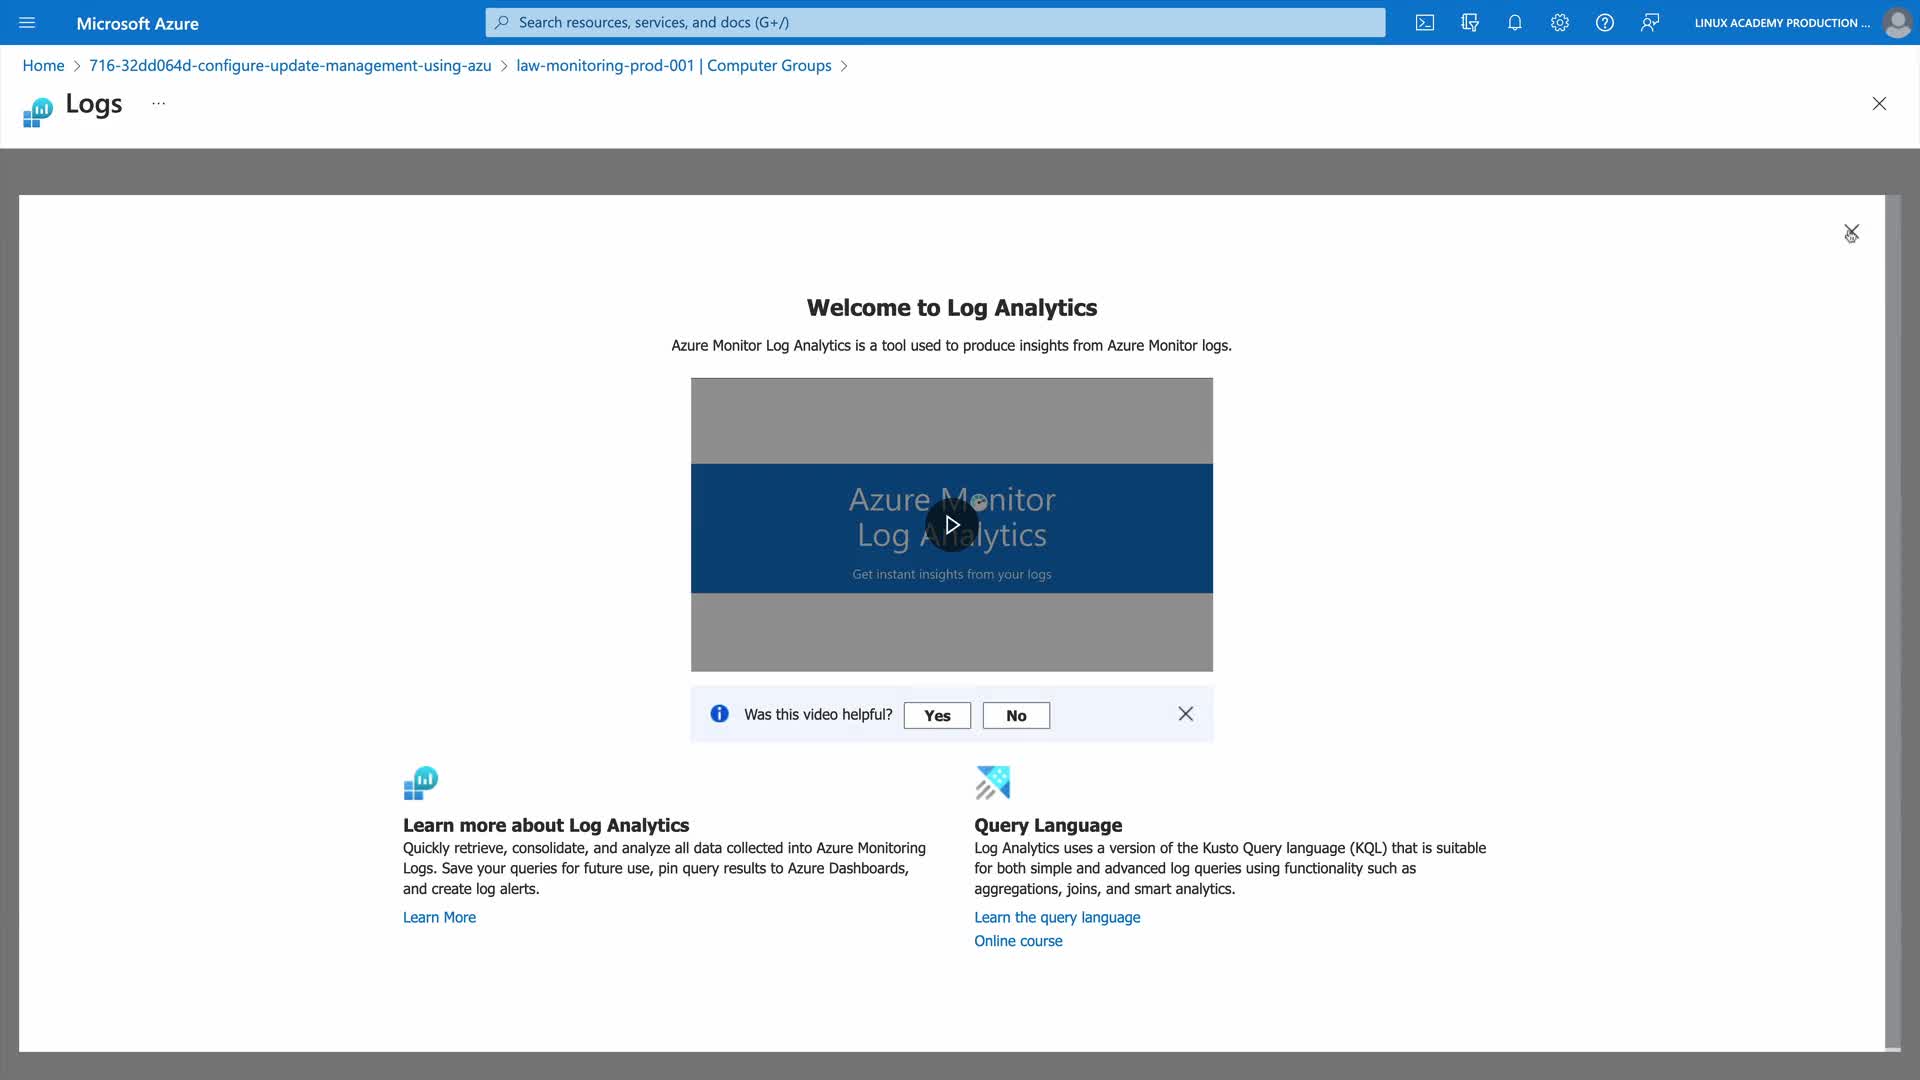 Microsoft Azure
Search resources, services, and docs (G+/)
LINUX ACADEMY PRODUCTION ...
Home > 716-32dd064d-configure-update-management-using-azu > law-monitoring-prod-001 | Computer Groups >
Logs ...
Welcome to Log Analytics
Azure Monitor Log Analytics is a tool used to produce insights from Azure Monitor logs.
Azure Monitor
Log Analytics
Get instant insights from your logs
Was this video helpful? Yes No
Learn more about Log Analytics
Quickly retrieve, consolidate, and analyze all data collected into Azure Monitoring
Logs. Save your queries for future use, pin query results to Azure Dashboards,
and create log alerts.
Learn More
Query Language
Log Analytics uses a version of the Kusto Query language (KQL) that is suitable
for both simple and advanced log queries using functionality such as
aggregations, joins, and smart analytics.
Learn the query language
Online course